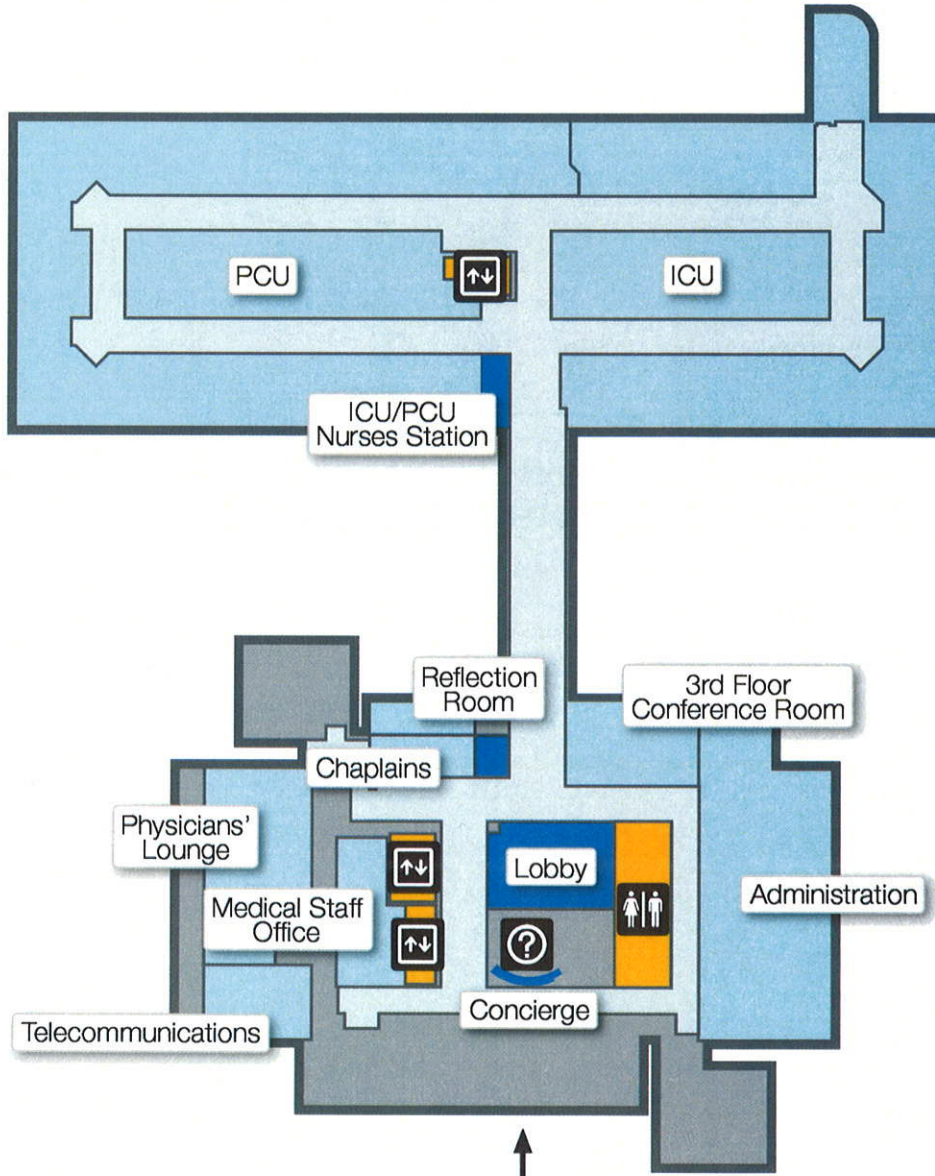 PCU
ICU
ICU/PCU
Nurses Station
Reflection
Room
3rd Floor
Conference Room
Chaplains
Physicians'
Lounge
Lobby
Administration
Medical Staff
Office
?
Concierge
Telecommunications